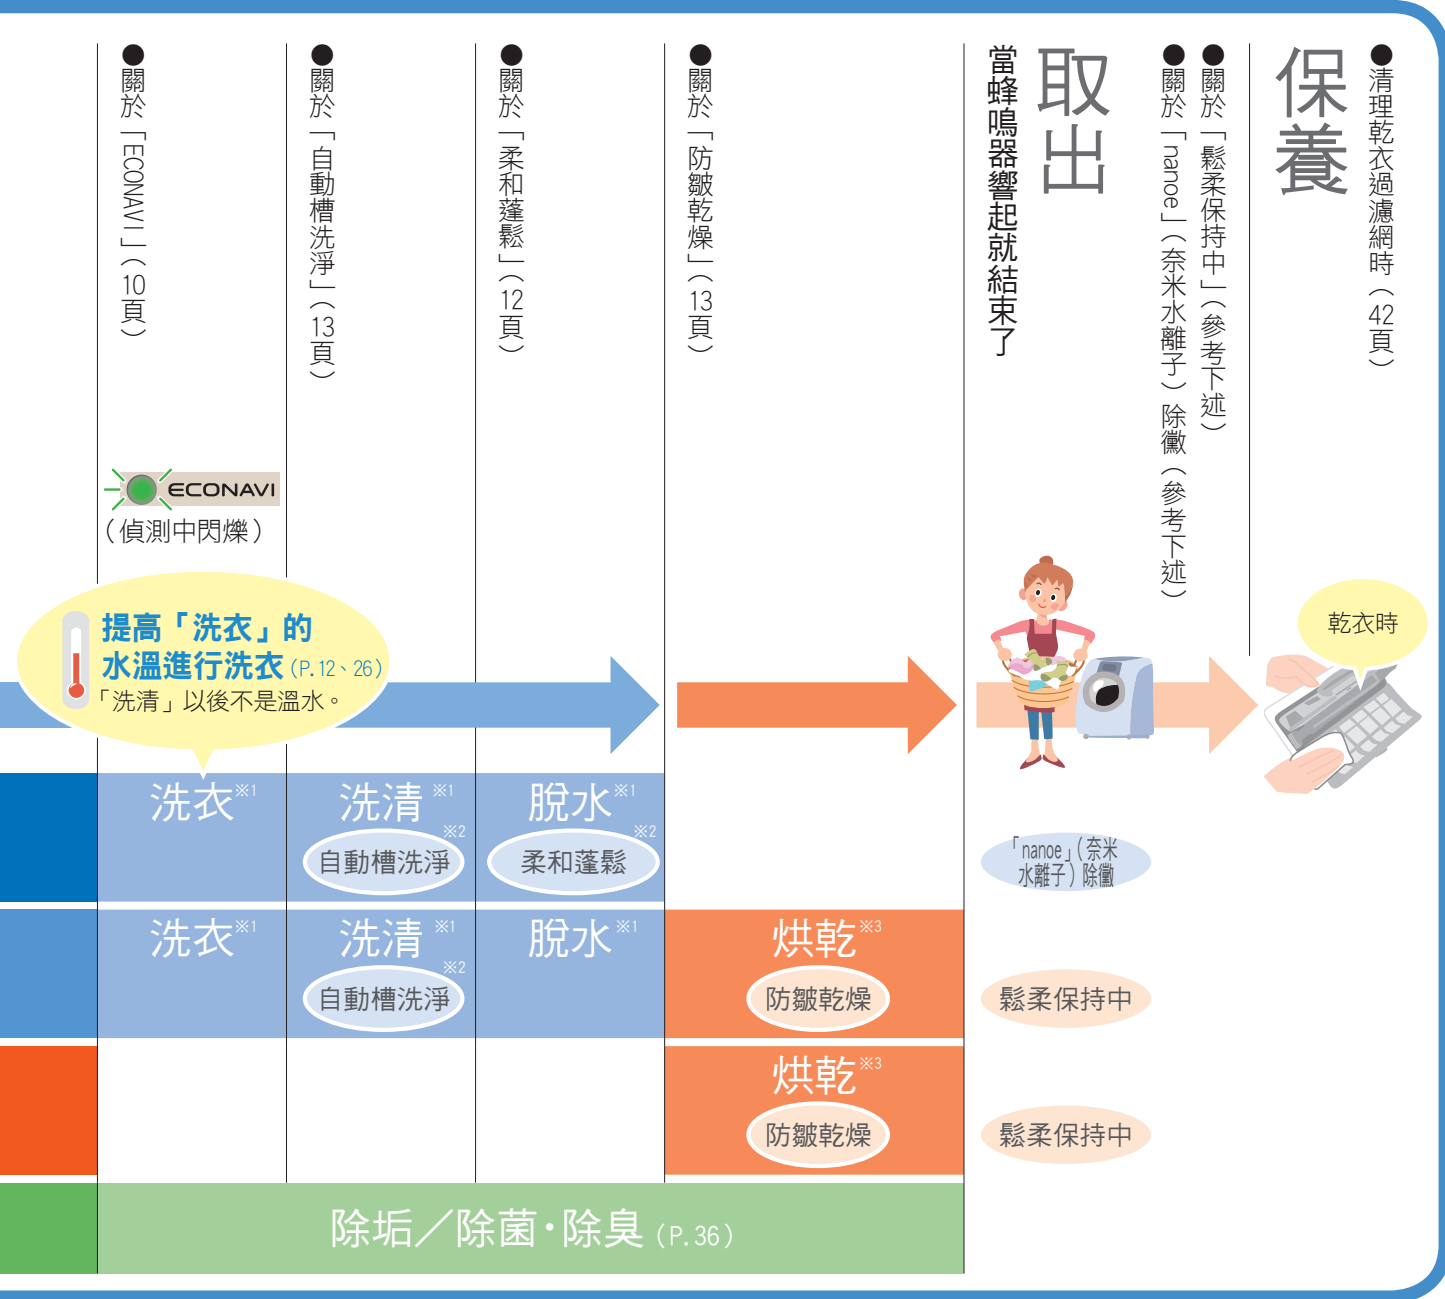 ●關於「ECONAVI」(10頁)
●關於「自動槽洗淨」(13頁)
●關於「柔和蓬鬆」(12頁)
●關於「防皺乾燥」(13頁)
取出
當蜂鳴器響起就結束了
●關於「鬆柔保持中」(參考下述)
●關於「nanoe」(奈米水離子)除黴(參考下述)
保養
●清理乾衣過濾網時(42頁)
ECONAVI
(偵測中閃爍)
提高「洗衣」的
水溫進行洗衣(P.12、26)
「洗清」以後不是溫水。
乾衣時
洗衣※1
洗清※1
自動槽洗淨※2
脫水※1
柔和蓬鬆※2
「nanoe」(奈米
水離子)除黴
洗衣※1
洗清※1
自動槽洗淨※2
脫水※1
烘乾※3
防皺乾燥
鬆柔保持中
烘乾※3
防皺乾燥
鬆柔保持中
除垢／除菌·除臭(P.36)